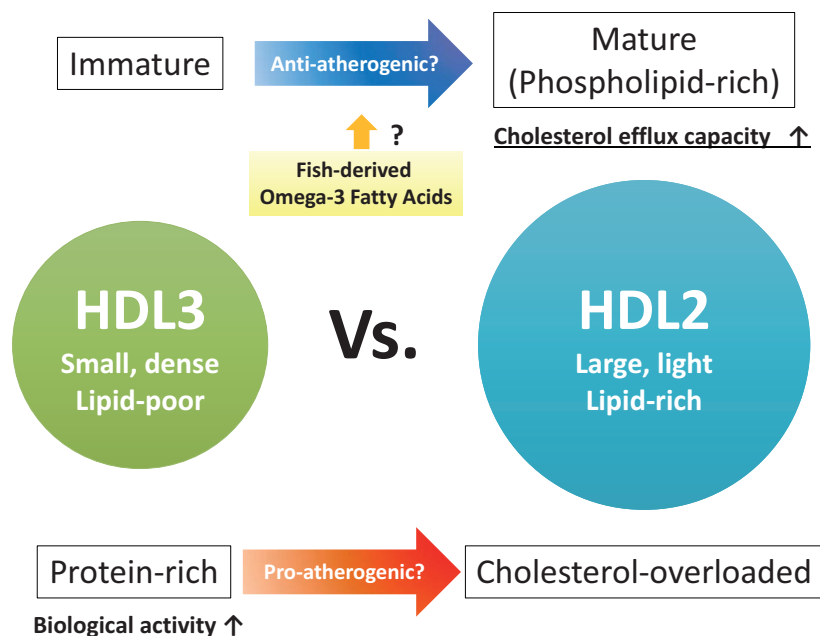 Immature
Anti-atherogenic?
Mature
(Phospholipid-rich)
?
Cholesterol efflux capacity ↑
Fish-derived
Omega-3 Fatty Acids
HDL3
Small, dense
Lipid-poor
Vs.
HDL2
Large, light
Lipid-rich
Protein-rich
Pro-atherogenic?
Cholesterol-overloaded
Biological activity ↑